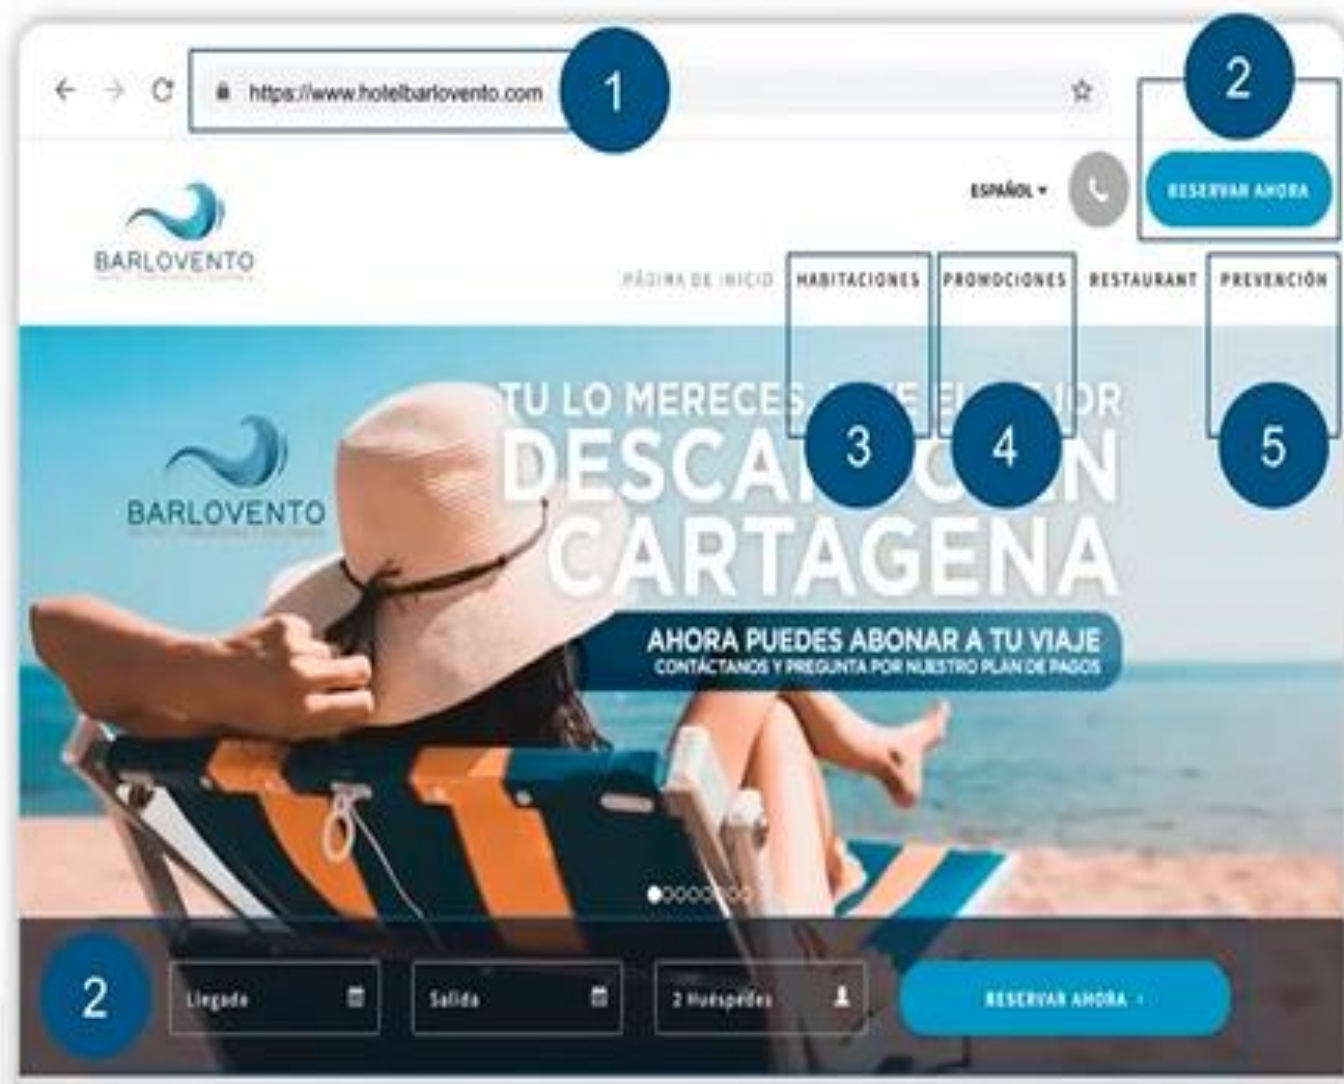 https://www.hotelbarlovento.com
1
2
ESPAÑOL
RESERVAR AHORA
BARLOVENTO
PÁGINA DE INICIO HABITACIONES PROMOCIONES RESTAURANT PREVENCIÓN
TU LO MERECES,
3
4
5
DESCA
CARTAGENA
BARLOVENTO
AHORA PUEDES ABONAR A TU VIAJE
CONTÁCTANOS Y PREGUNTA POR NUESTRO PLAN DE PAGOS
2
Llegada
Salida
2 Huéspedes
RESERVAR AHORA